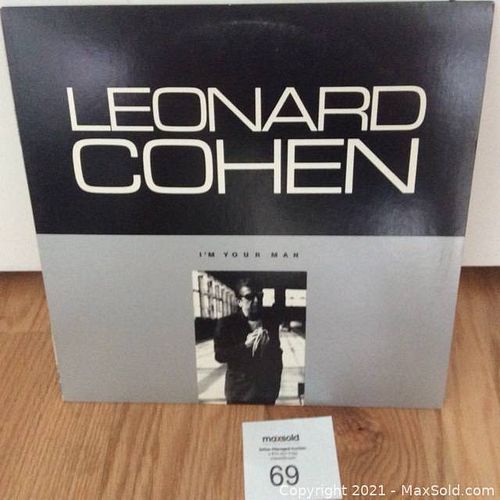 LEONARD
COHEN
I'M YOUR MAN
maxsold
69
Copyright 2021 - MaxSold.com